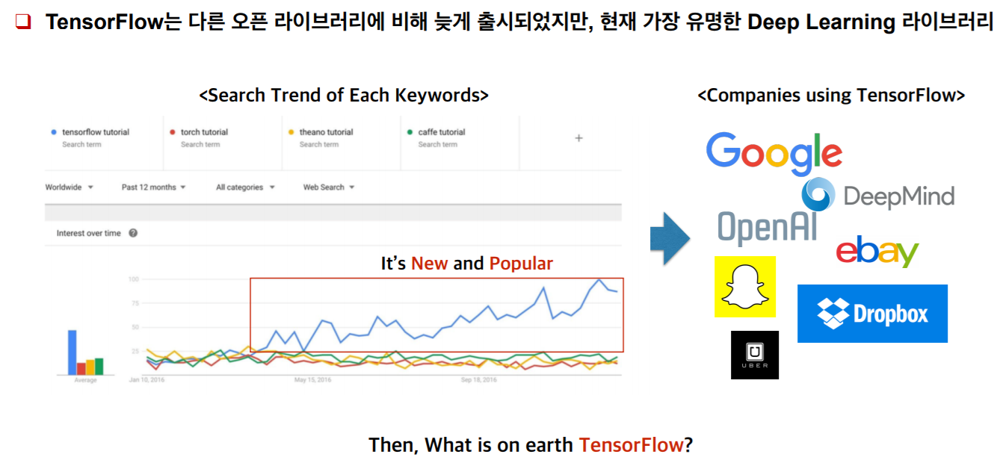 TensorFlow는 다른 오픈 라이브러리에 비해 늦게 출시되었지만, 현재 가장 유명한 Deep Learning 라이브러리
<Search Trend of Each Keywords>
tensorflow tutorial
Search term
torch tutorial
Search term
theano tutorial
Search term
caffe tutorial
Search term
+
Worldwide
Past 12 months
All categories
Web Search
Interest over time ?
It's New and Popular
100
75
50
25
Average
Jan 10, 2016
May 15, 2016
Sep 18, 2016
<Companies using TensorFlow>
Google
DeepMind
OpenAI
ebay
Dropbox
UBER
Then, What is on earth TensorFlow?